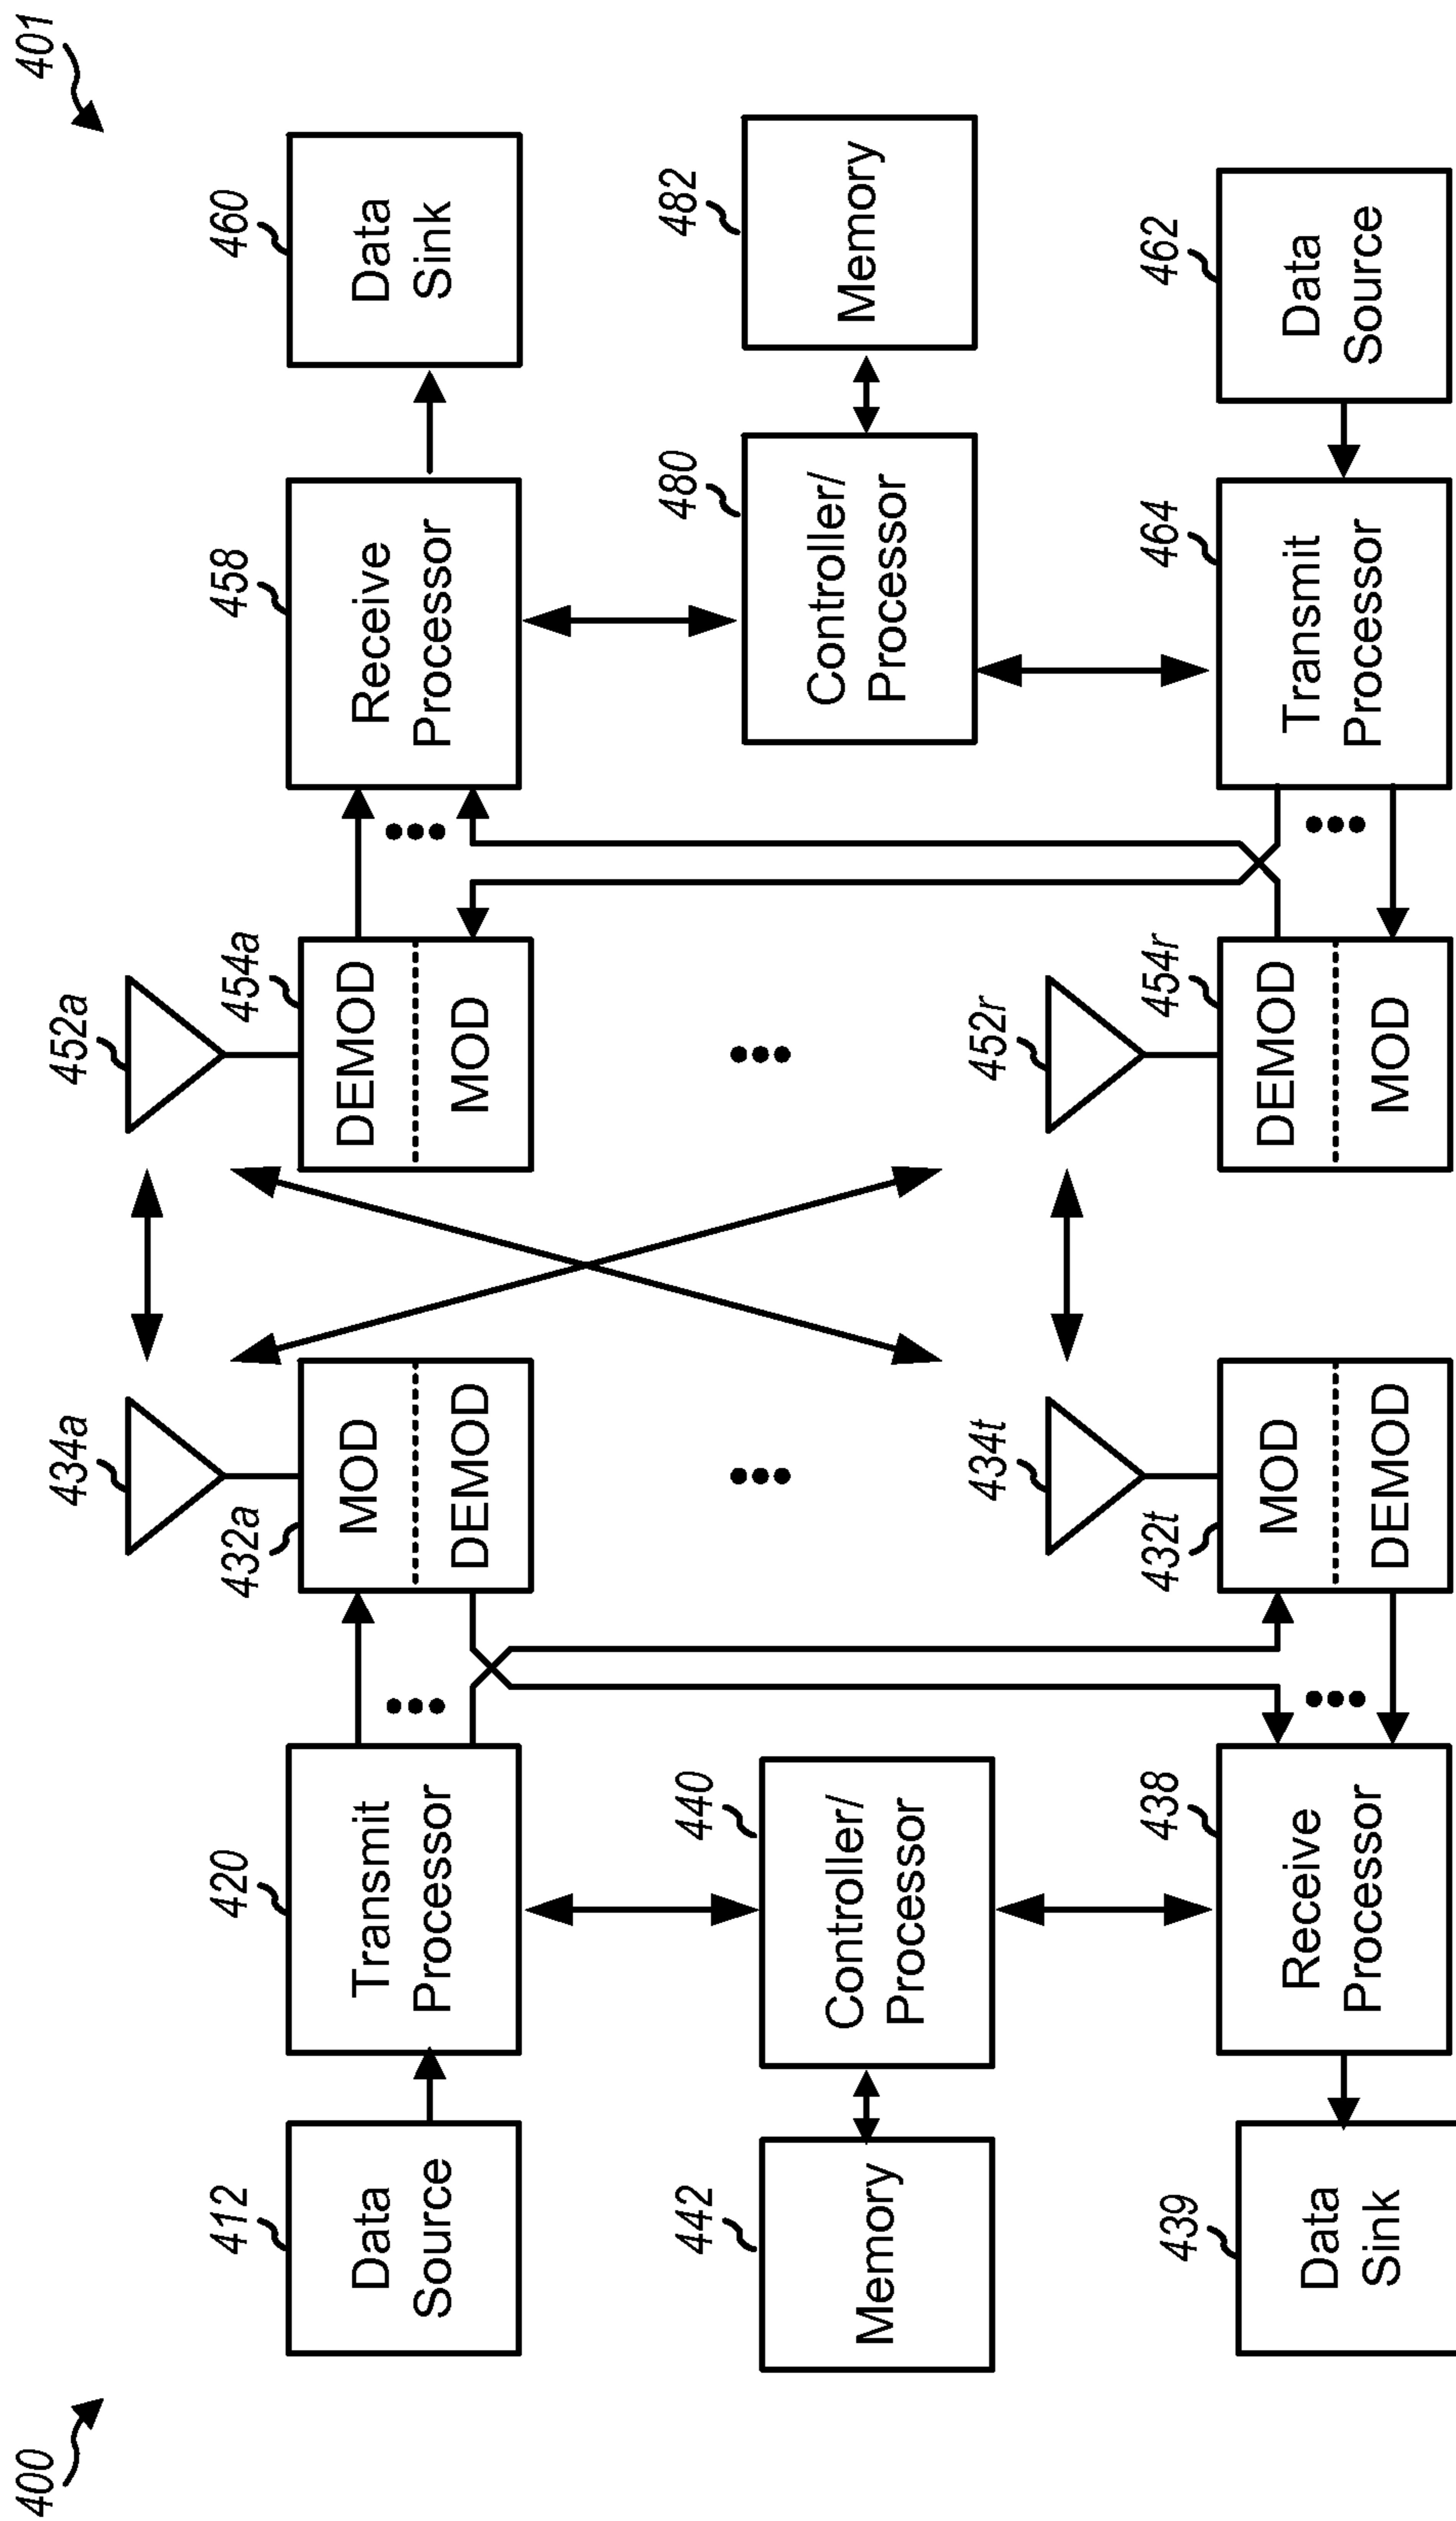 400
401
434a
452a
412
420
432a
454a
458
460
Data
Source
Transmit
Processor
MOD
DEMOD
DEMOD
MOD
Receive
Processor
Data
Sink
442
440
480
482
Memory
Controller/
Processor
Controller/
Processor
Memory
434t
452r
439
438
432t
454r
464
462
Data
Sink
Receive
Processor
MOD
DEMOD
DEMOD
MOD
Transmit
Processor
Data
Source